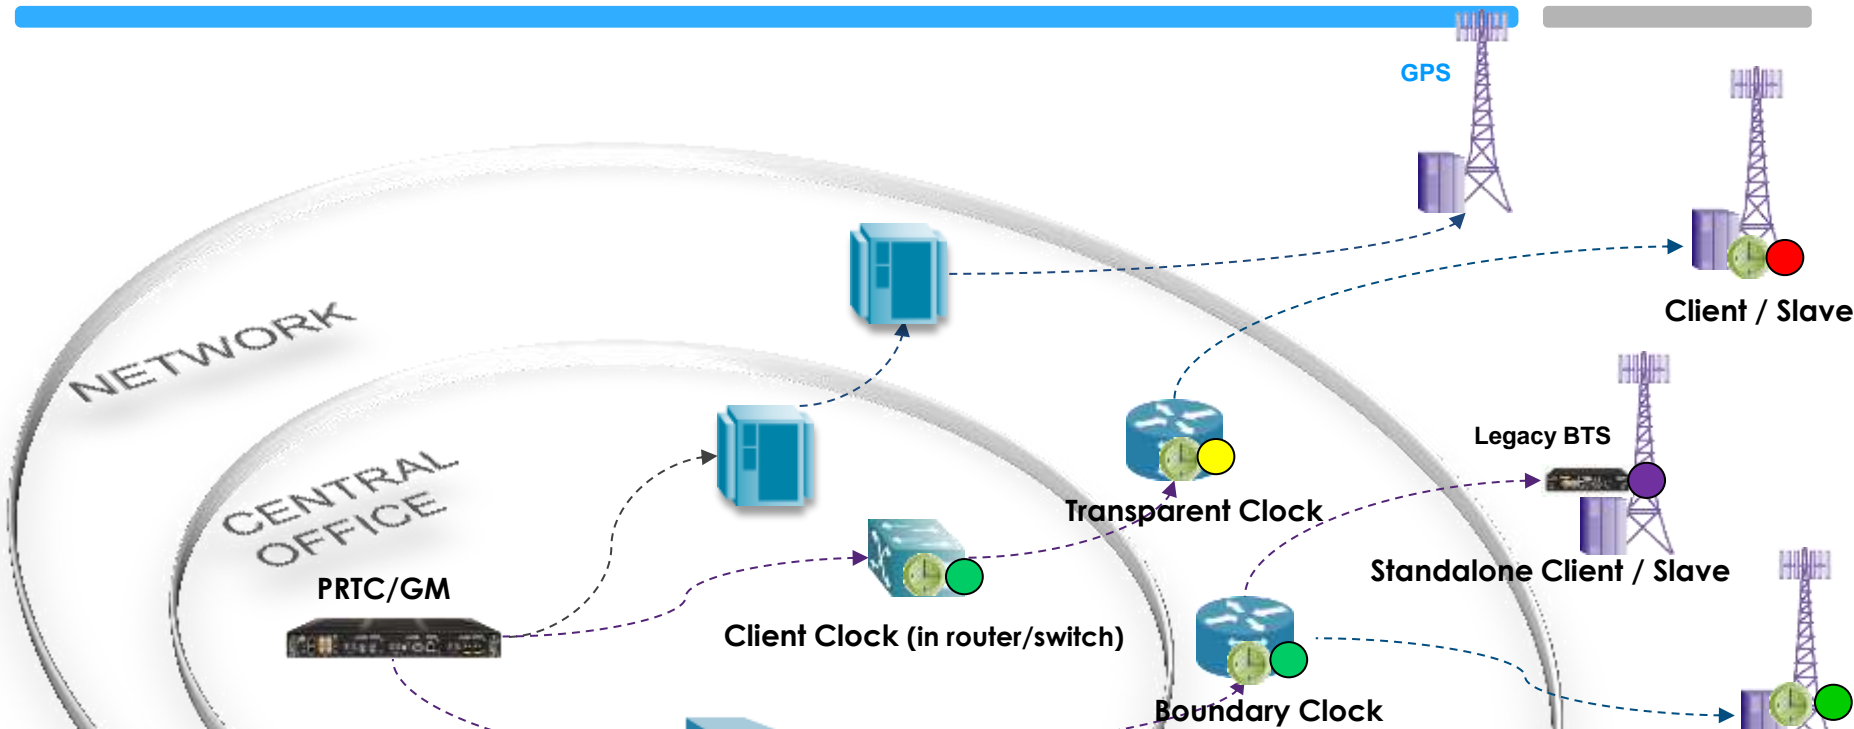 GPS
Client / Slave
NETWORK
Legacy BTS
CENTRAL
OFFICE
Transparent Clock
Standalone Client / Slave
PRTC/GM
Client Clock (in router/switch)
Boundary Clock